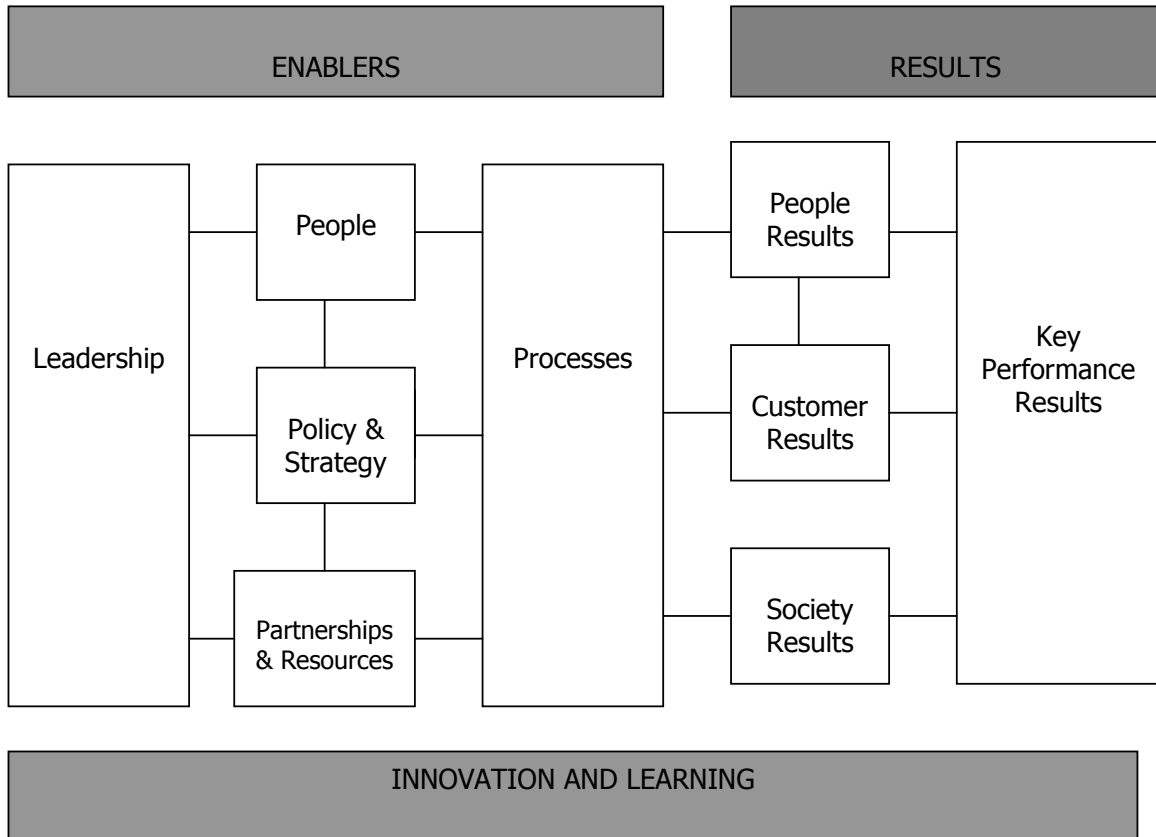 ENABLERS
RESULTS
Leadership
People
Policy &
Strategy
Partnerships
& Resources
Processes
People
Results
Customer
Results
Society
Results
Key
Performance
Results
INNOVATION AND LEARNING